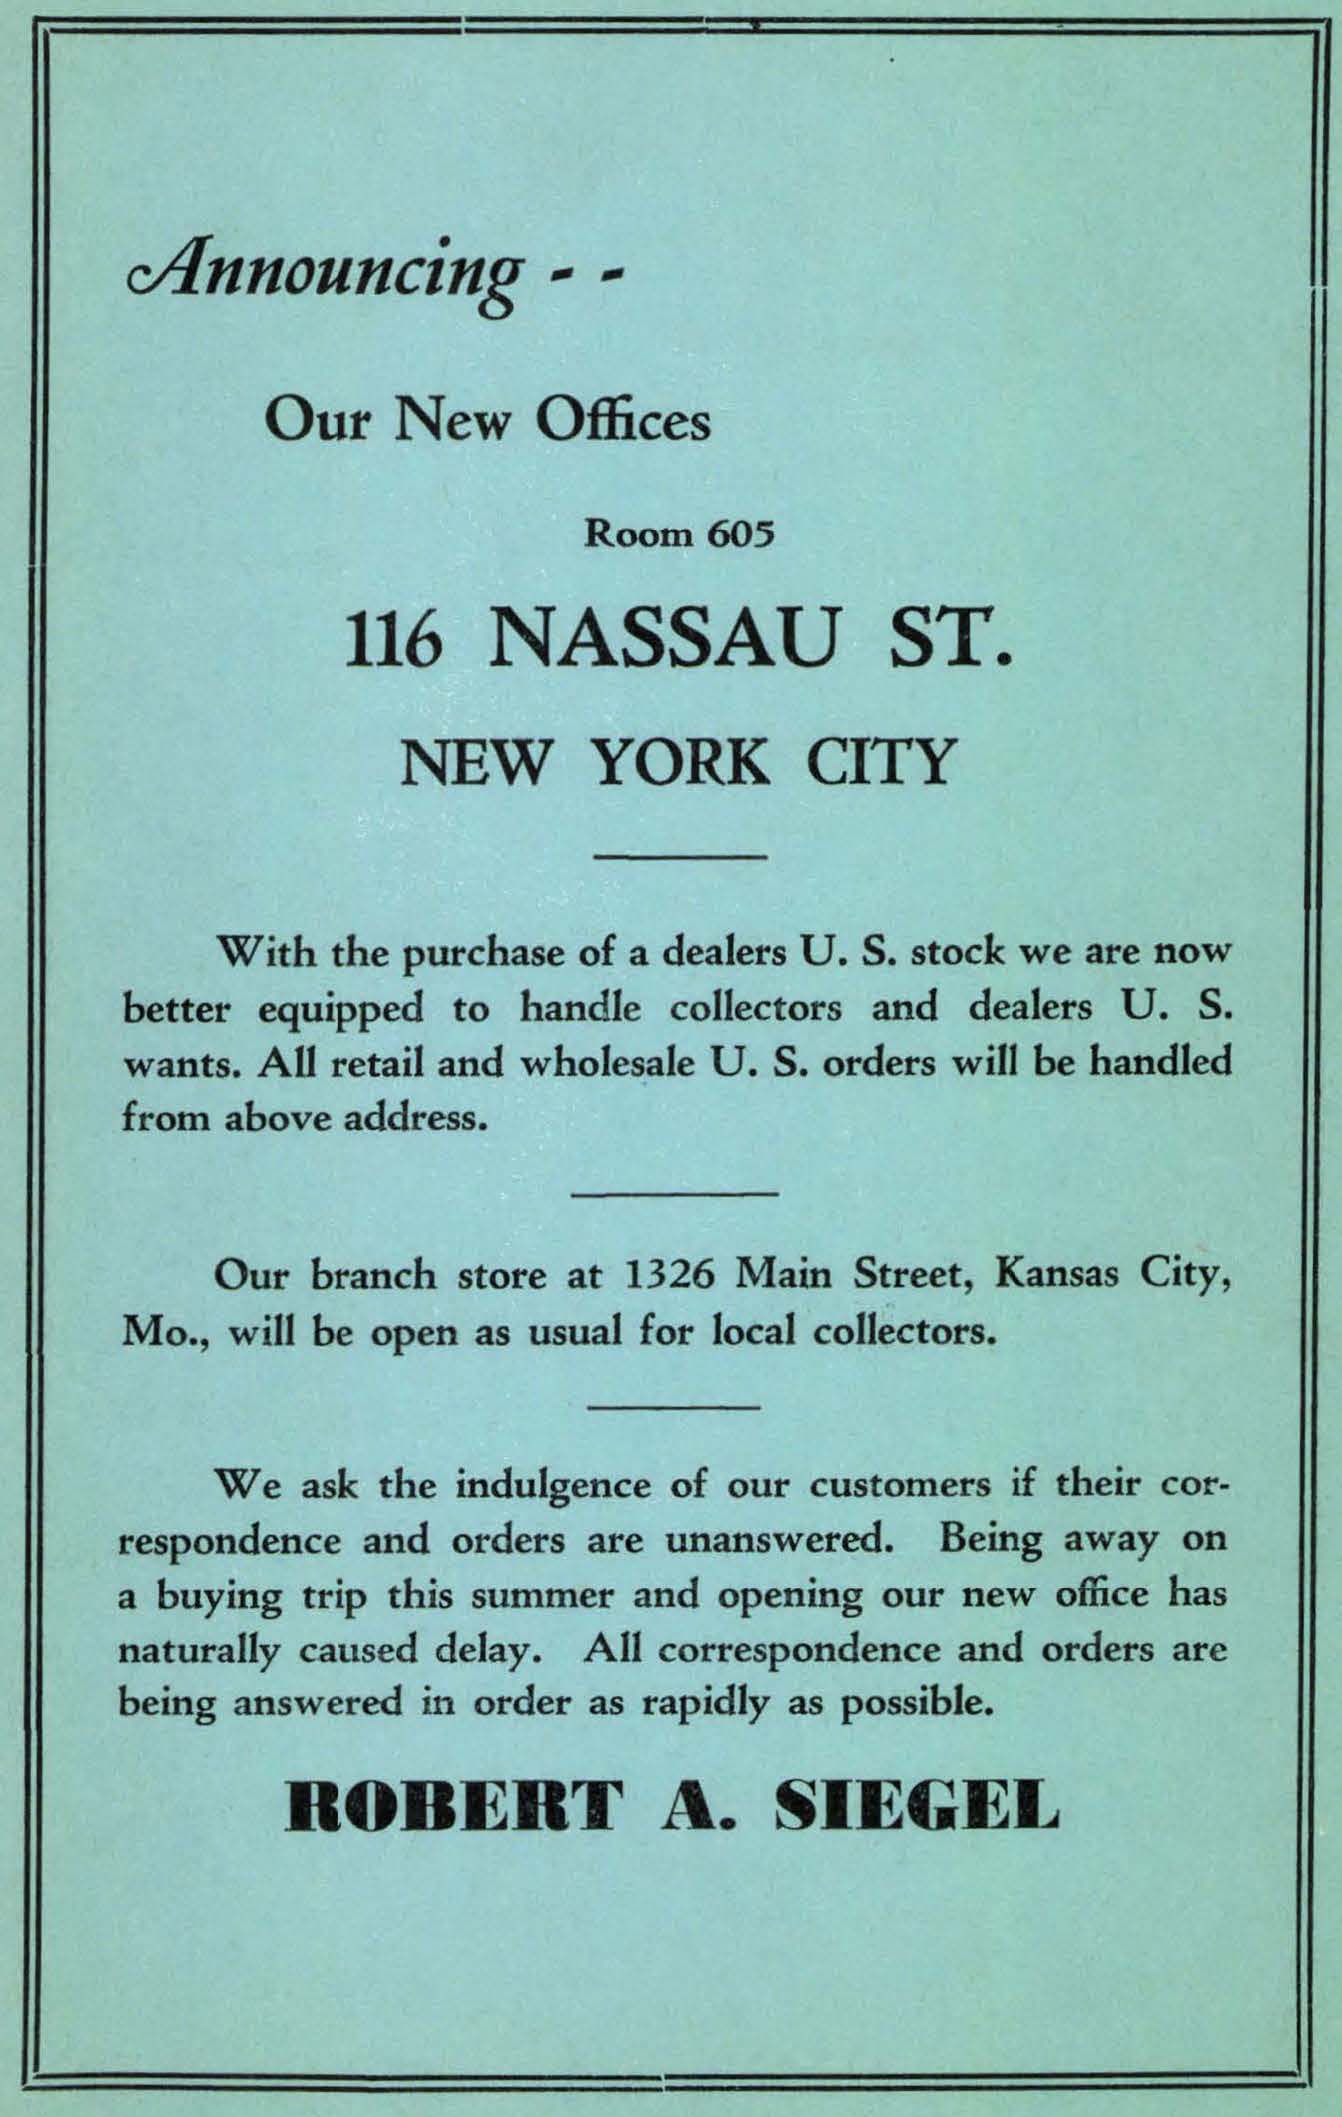 Announcing - -
Our New Offices
Room 605
116 NASSAU ST.
NEW YORK CITY
With the purchase of a dealers U. S. stock we are now
better equipped to handle collectors and dealers U. S.
wants. All retail and wholesale U. S. orders will be handled
from above address.
Our branch store at 1326 Main Street, Kansas City,
Mo., will be open as usual for local collectors.
We ask the indulgence of our customers if their cor-
respondence and orders are unanswered. Being away on
a buying trip this summer and opening our new office has
naturally caused delay. All correspondence and orders are
being answered in order as rapidly as possible.
ROBERT A. SIEGEL